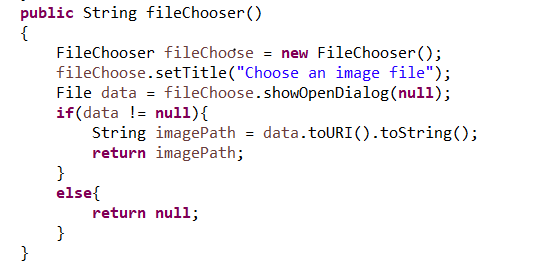 public String fileChooser()
{
FileChooser fileChoose = new FileChooser();
fileChoose.setTitle("Choose an image file");
File data = fileChoose.showOpenDialog(null);
if(data != null){
String imagePath = data.toURI().toString();
return imagePath;
}
else{
return null;
}
}